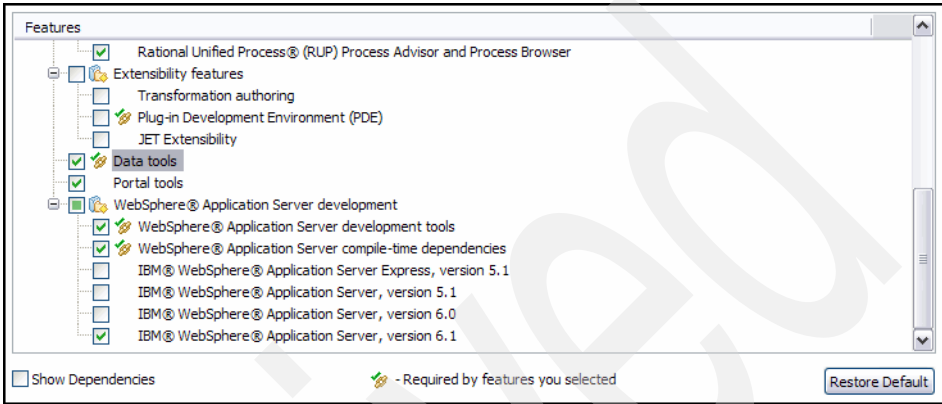 Features
Rational Unified Process® (RUP) Process Advisor and Process Browser
Extensibility features
Transformation authoring
Plug-in Development Environment (PDE)
JET Extensibility
Data tools
Portal tools
WebSphere® Application Server development
WebSphere® Application Server development tools
WebSphere® Application Server compile-time dependencies
IBM® WebSphere® Application Server Express, version 5.1
IBM® WebSphere® Application Server, version 5.1
IBM® WebSphere® Application Server, version 6.0
IBM® WebSphere® Application Server, version 6.1
Show Dependencies - Required by features you selected Restore Default